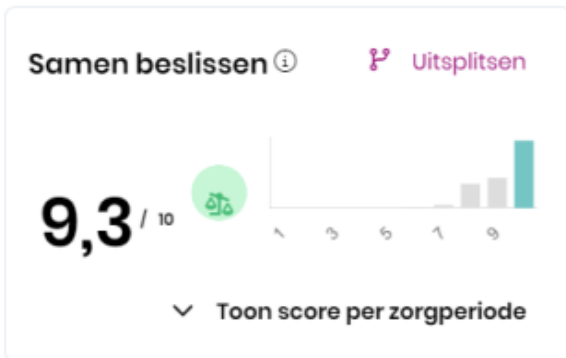 Samen beslissen ⓘ Uitsplitsen
9,3 / 10
1 3 5 7 9
Toon score per zorgperiode